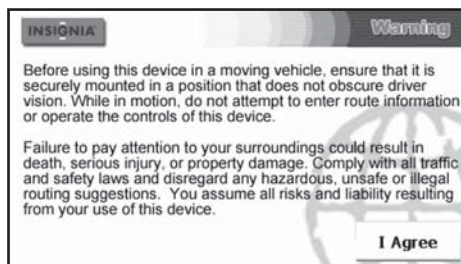 INSIGNIA
Warning
Before using this device in a moving vehicle, ensure that it is
securely mounted in a position that does not obscure driver
vision. While in motion, do not attempt to enter route information
or operate the controls of this device.
Failure to pay attention to your surroundings could result in
death, serious injury, or property damage. Comply with all traffic
and safety laws and disregard any hazardous, unsafe or illegal
routing suggestions. You assume all risks and liability resulting
from your use of this device.
I Agree